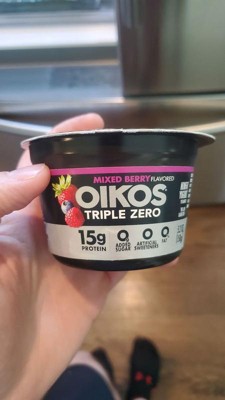 MIXED BERRY FLAVORED
OIKOS
TRIPLE ZERO
15g PROTEIN
0 ADDED SUGAR
0 ARTIFICIAL SWEETENERS
0 FAT